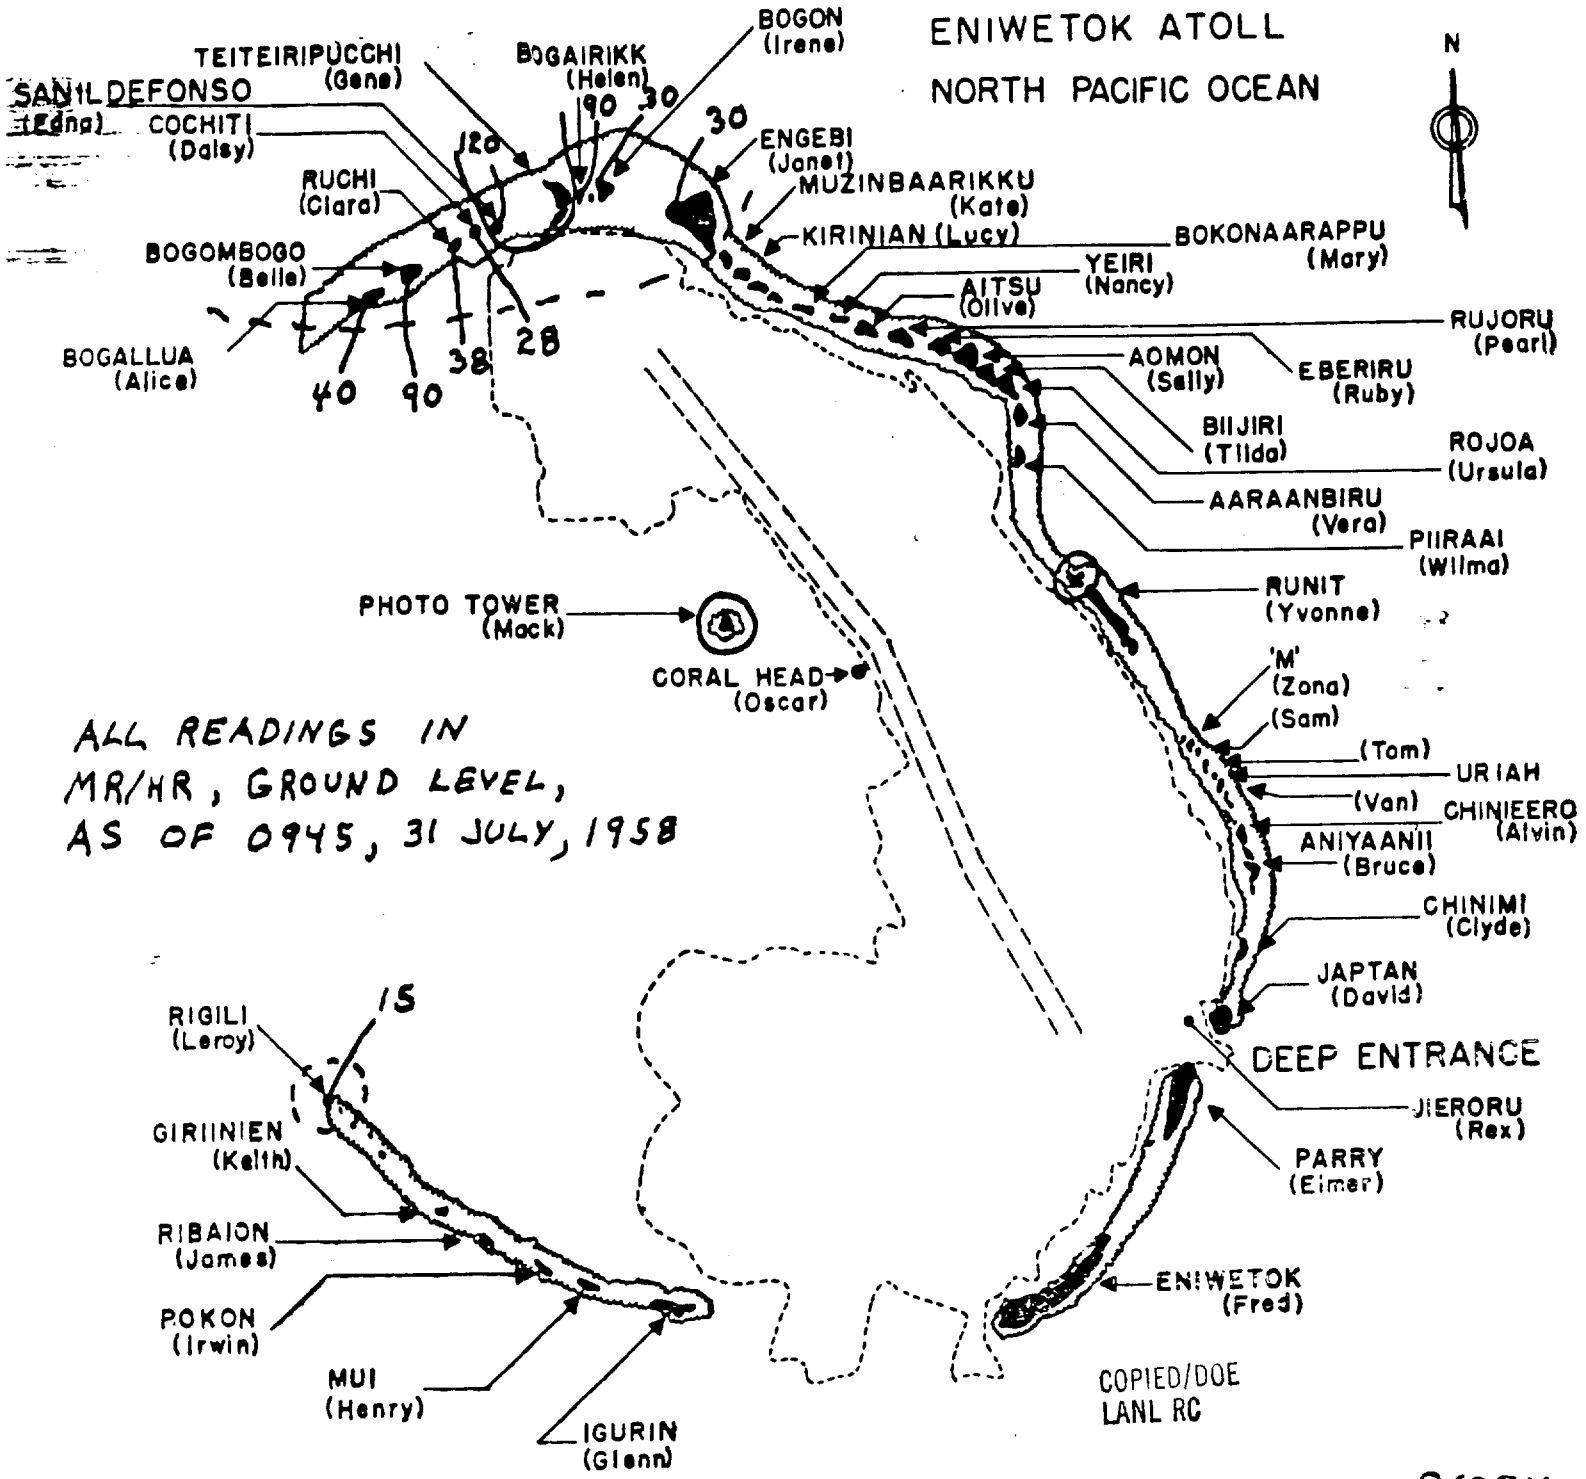 ENIWETOK ATOLL
NORTH PACIFIC OCEAN
N
BOGON
(Irene)
TEITEIRIPUCCHI
(Gene)
BOGAIRIKK
(Helen)
SANILDEFONSO
(Edna)
COCHITI
(Daisy)
RUCHI
(Clara)
BOGOMBOGO
(Belle)
BOGALLUA
(Alice)
120
90
30
30
40
90
38
28
ENGEBI
(Janet)
MUZINBAARIKKU
(Kate)
KIRINIAN (Lucy)
BOKONAARAPPU
(Mary)
YEIRI
(Nancy)
AITSU
(Olive)
RUJORU
(Pearl)
EBERIRU
(Ruby)
AOMON
(Sally)
BIIJIRI
(Tilda)
ROJOA
(Ursula)
AARAANBIRU
(Vera)
PIIRAAI
(Wilma)
RUNIT
(Yvonne)
PHOTO TOWER
(Mack)
CORAL HEAD
(Oscar)
'M'
(Zona)
(Sam)
(Tom)
URIAH
(Van)
CHINIEERO
(Alvin)
ANIYAANII
(Bruce)
CHINIMI
(Clyde)
JAPTAN
(David)
DEEP ENTRANCE
JIERORU
(Rex)
PARRY
(Elmer)
ENIWETOK
(Fred)
ALL READINGS IN
MR/HR, GROUND LEVEL,
AS OF 0945, 31 JULY, 1958
15
RIGILI
(Leroy)
GIRIINIEN
(Keith)
RIBAION
(James)
POKON
(Irwin)
MUI
(Henry)
IGURIN
(Glenn)
COPIED/DOE
LANL RC